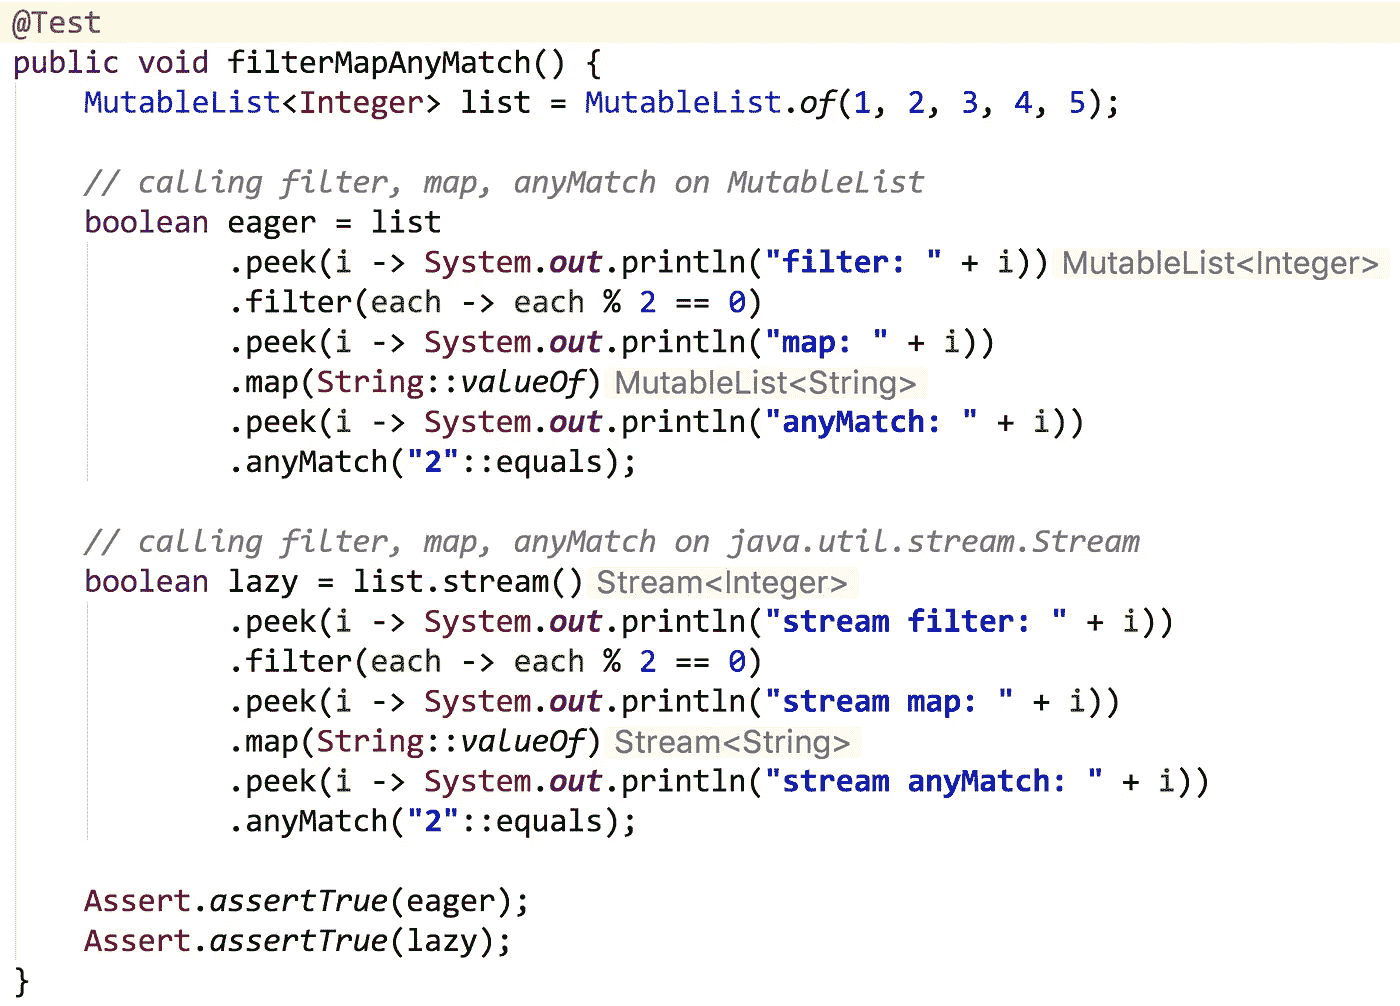 @Test
public void filterMapAnyMatch() {
    MutableList<Integer> list = MutableList.of(1, 2, 3, 4, 5);

    // calling filter, map, anyMatch on MutableList
    boolean eager = list
            .peek(i -> System.out.println("filter: " + i)) MutableList<Integer>
            .filter(each -> each % 2 == 0)
            .peek(i -> System.out.println("map: " + i))
            .map(String::valueOf) MutableList<String>
            .peek(i -> System.out.println("anyMatch: " + i))
            .anyMatch("2"::equals);

    // calling filter, map, anyMatch on java.util.stream.Stream
    boolean lazy = list.stream() Stream<Integer>
            .peek(i -> System.out.println("stream filter: " + i))
            .filter(each -> each % 2 == 0)
            .peek(i -> System.out.println("stream map: " + i))
            .map(String::valueOf) Stream<String>
            .peek(i -> System.out.println("stream anyMatch: " + i))
            .anyMatch("2"::equals);

    Assert.assertTrue(eager);
    Assert.assertTrue(lazy);
}